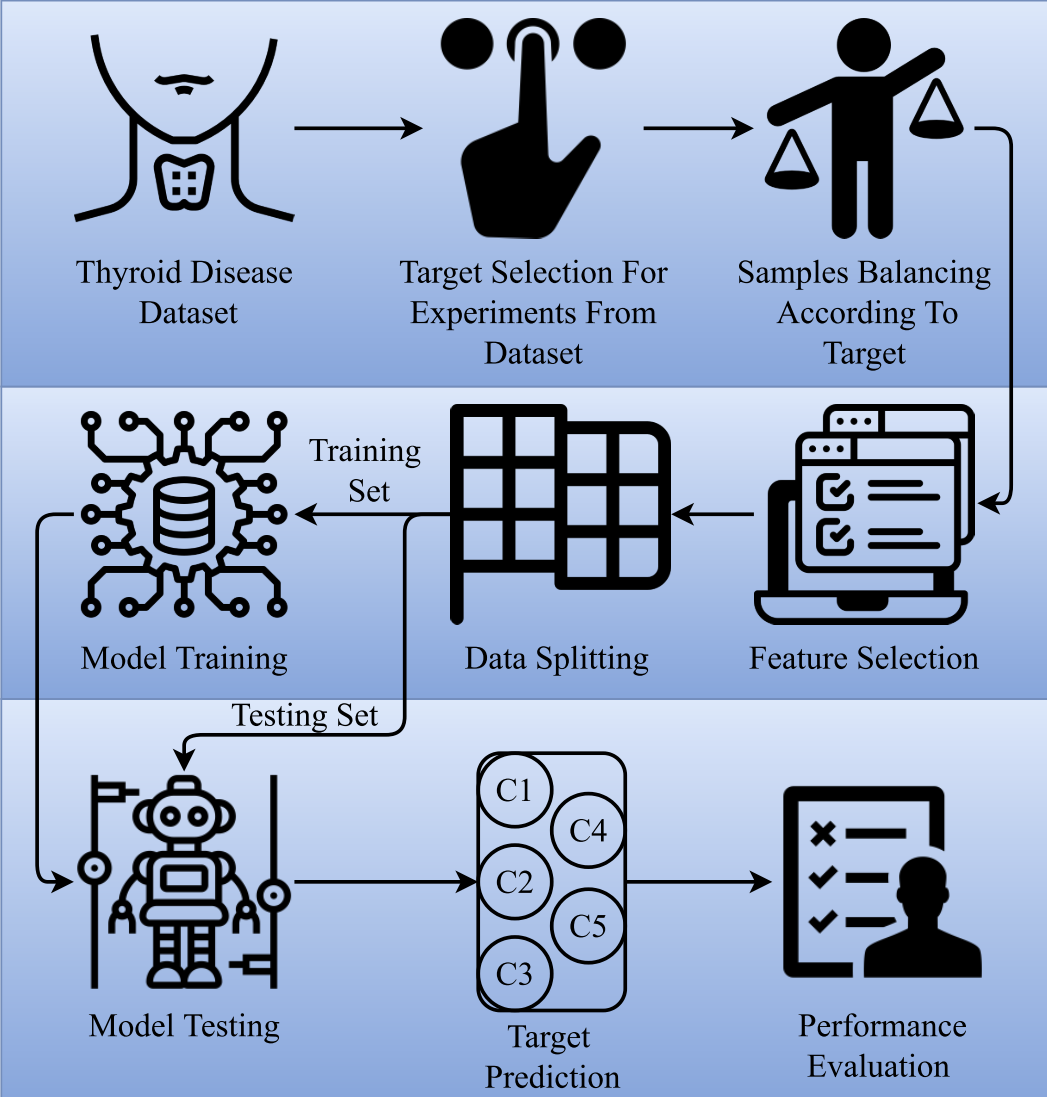 Thyroid Disease
Dataset
Target Selection For
Experiments From
Dataset
Samples Balancing
According To
Target
Training
Set
Model Training
Data Splitting
Feature Selection
Testing Set
C1
C4
C2
C5
C3
Model Testing
Target
Prediction
Performance
Evaluation